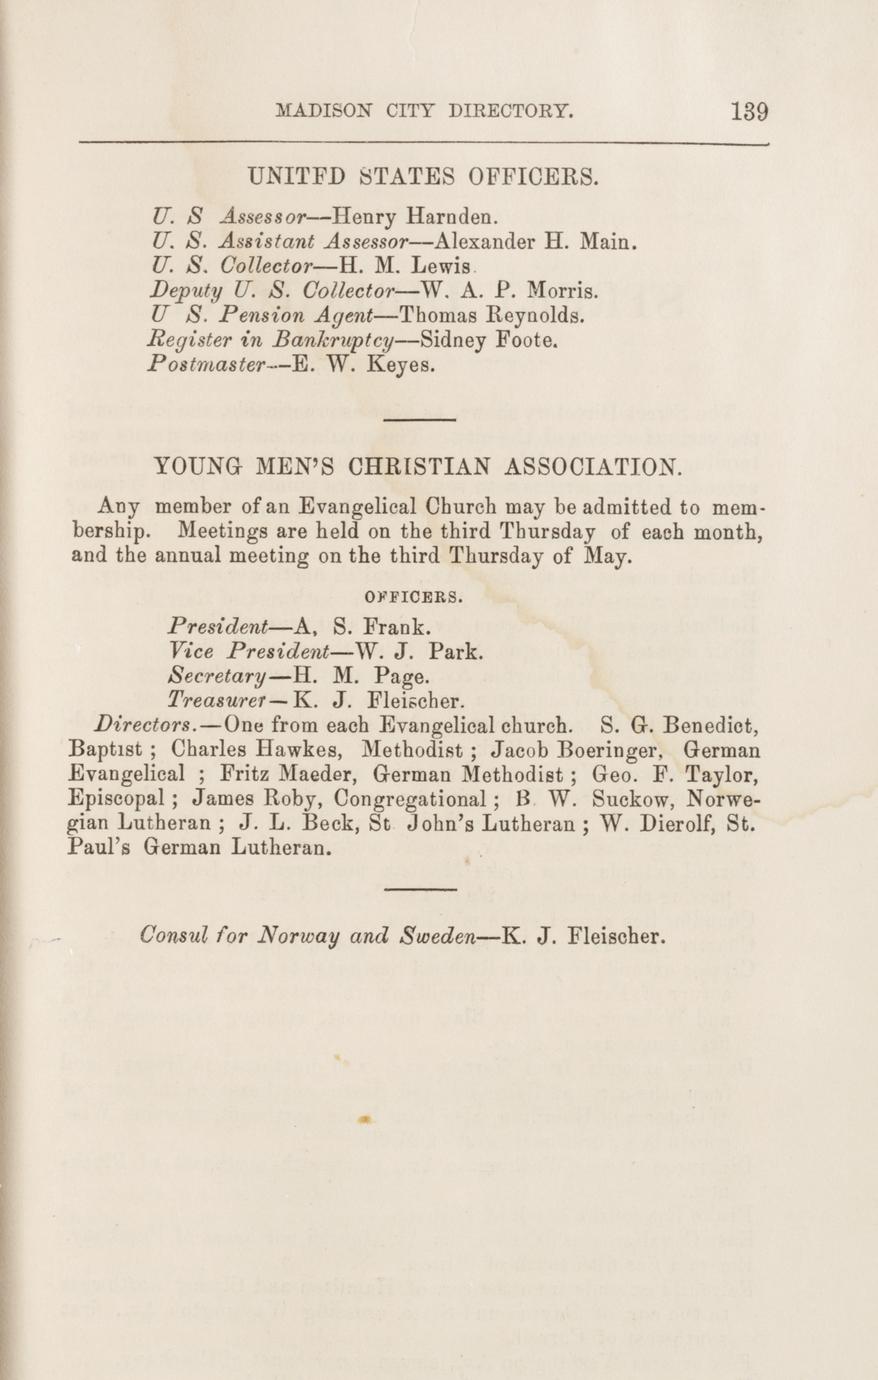 MADISON CITY DIRECTORY. 139
UNITFD STATES OFFICERS.
U. S Assessor—Henry Harnden.
U. S. Assistant Assessor—Alexander H. Main.
U. S. Collector—H. M. Lewis.
Deputy U. S. Collector—W. A. P. Morris.
U S. Pension Agent—Thomas Reynolds.
Register in Bankruptcy—Sidney Foote.
Postmaster—E. W. Keyes.
YOUNG MEN'S CHRISTIAN ASSOCIATION.
Any member of an Evangelical Church may be admitted to mem-
bership. Meetings are held on the third Thursday of each month,
and the annual meeting on the third Thursday of May.
OFFICERS.
President—A, S. Frank.
Vice President—W. J. Park.
Secretary—H. M. Page.
Treasurer—K. J. Fleischer.
Directors.—One from each Evangelical church. S. G. Benedict,
Baptist ; Charles Hawkes, Methodist ; Jacob Boeringer, German
Evangelical ; Fritz Maeder, German Methodist ; Geo. F. Taylor,
Episcopal ; James Roby, Congregational ; B. W. Suckow, Norwe-
gian Lutheran ; J. L. Beck, St John's Lutheran ; W. Dierolf, St.
Paul's German Lutheran.
Consul for Norway and Sweden—K. J. Fleischer.